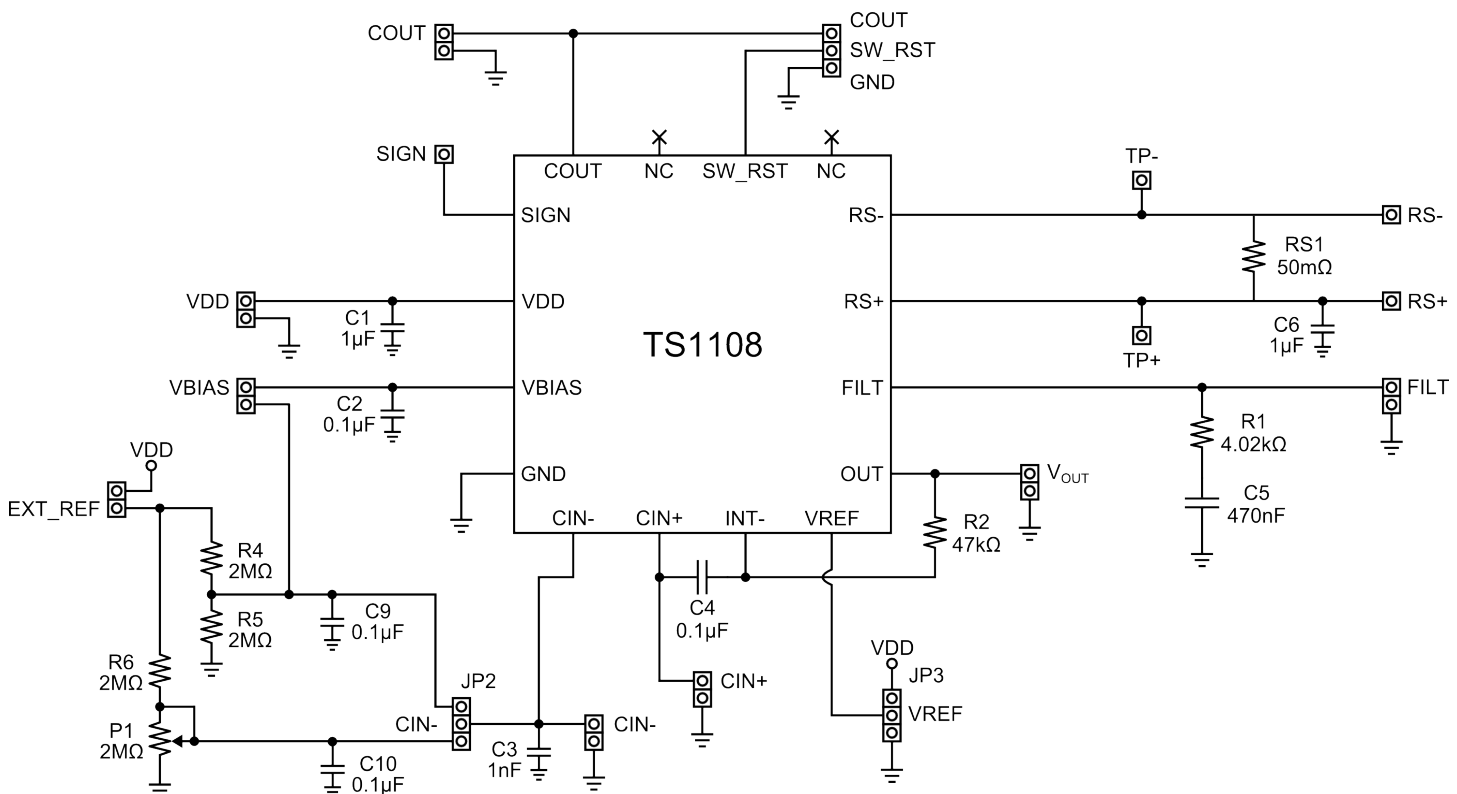 COUT
COUT
SW_RST
GND
SIGN
COUT
NC
SW_RST
NC
TP-
SIGN
RS-
RS-
RS1
50mΩ
VDD
VDD
RS+
RS+
C1
1µF
TS1108
C6
1µF
TP+
VBIAS
VBIAS
FILT
FILT
C2
0.1µF
R1
4.02kΩ
VDD
GND
OUT
VOUT
EXT_REF
CIN-
CIN+
INT-
VREF
R2
47kΩ
C5
470nF
R4
2MΩ
C9
0.1µF
R5
2MΩ
C4
0.1µF
R6
2MΩ
VDD
JP2
CIN+
JP3
P1
2MΩ
CIN-
CIN-
VREF
C3
1nF
C10
0.1µF